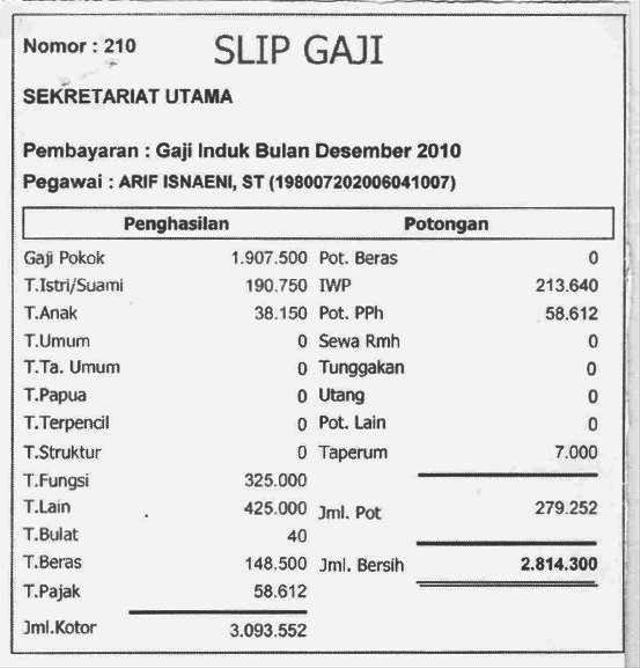 Nomor : 210 SLIP GAJI
SEKRETARIAT UTAMA
Pembayaran : Gaji Induk Bulan Desember 2010
Pegawai : ARIF ISNAENI, ST (198007202006041007)
Penghasilan Potongan
Gaji Pokok 1.907.500 Pot. Beras 0
T.Istri/Suami 190.750 IWP 213.640
T.Anak 38.150 Pot. PPh 58.612
T.Umum 0 Sewa Rmh 0
T.Ta. Umum 0 Tunggakan 0
T.Papua 0 Utang 0
T.Terpencil 0 Pot. Lain 0
T.Struktur 0 Taperum 7.000
T.Fungsi 325.000
T.Lain 425.000 Jml. Pot 279.252
T.Bulat 40
T.Beras 148.500 Jml. Bersih 2.814.300
T.Pajak 58.612
Jml.Kotor 3.093.552